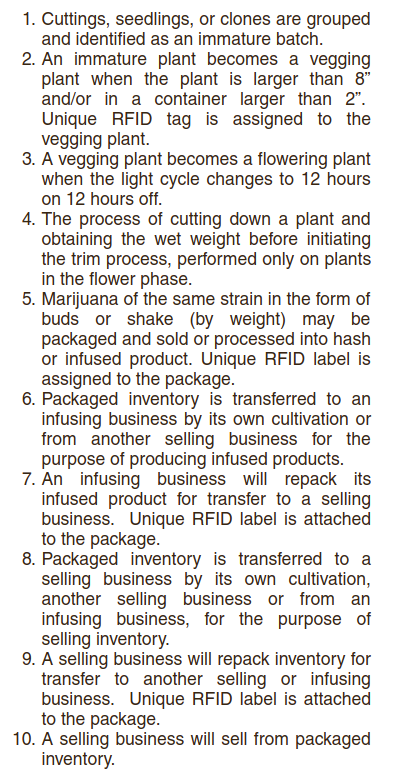 1. Cuttings, seedlings, or clones are grouped
and identified as an immature batch.
2. An immature plant becomes a vegging
plant when the plant is larger than 8”
and/or in a container larger than 2”.
Unique RFID tag is assigned to the
vegging plant.
3. A vegging plant becomes a flowering plant
when the light cycle changes to 12 hours
on 12 hours off.
4. The process of cutting down a plant and
obtaining the wet weight before initiating
the trim process, performed only on plants
in the flower phase.
5. Marijuana of the same strain in the form of
buds or shake (by weight) may be
packaged and sold or processed into hash
or infused product. Unique RFID label is
assigned to the package.
6. Packaged inventory is transferred to an
infusing business by its own cultivation or
from another selling business for the
purpose of producing infused products.
7. An infusing business will repack its
infused product for transfer to a selling
business. Unique RFID label is attached
to the package.
8. Packaged inventory is transferred to a
selling business by its own cultivation,
another selling business or from an
infusing business, for the purpose of
selling inventory.
9. A selling business will repack inventory for
transfer to another selling or infusing
business. Unique RFID label is attached
to the package.
10. A selling business will sell from packaged
inventory.